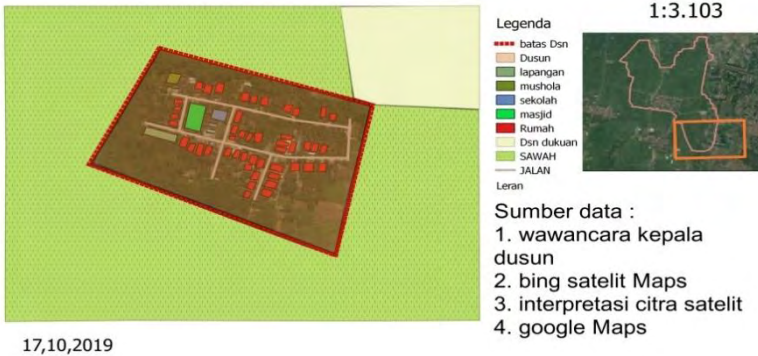 1:3.103
Legenda
batas Dsn
Dusun
lapangan
mushola
sekolah
masjid
Rumah
Dsn dukuan
SAWAH
JALAN
Leran
Sumber data :
1. wawancara kepala
dusun
2. bing satelit Maps
3. interpretasi citra satelit
4. google Maps
17,10,2019